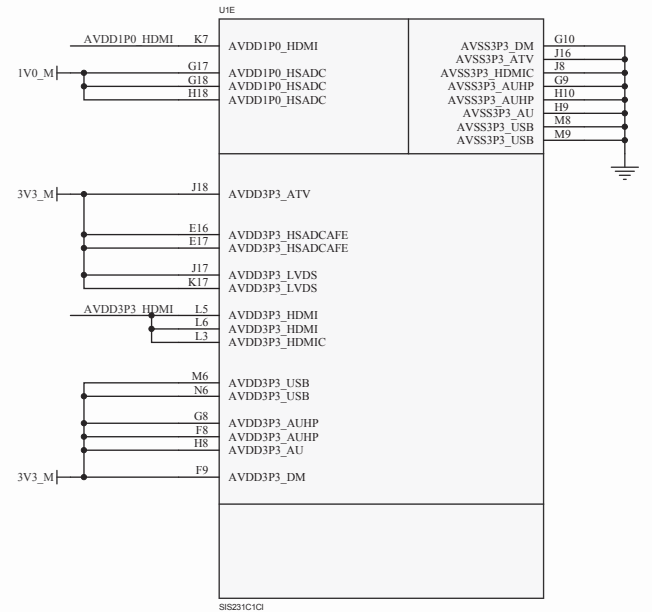 U1E
AVDD1P0_HDMI K7 AVDD1P0_HDMI AVSS3P3_DM G10
AVSS3P3_ATV J16
1V0_M G17 AVDD1P0_HSADC AVSS3P3_HDMIC J8
G18 AVDD1P0_HSADC AVSS3P3_AUHP G9
H18 AVDD1P0_HSADC AVSS3P3_AUHP H10
AVSS3P3_AU H9
AVSS3P3_USB M8
AVSS3P3_USB M9
3V3_M J18 AVDD3P3_ATV
E16 AVDD3P3_HSADCAFE
E17 AVDD3P3_HSADCAFE
J17 AVDD3P3_LVDS
K17 AVDD3P3_LVDS
AVDD3P3_HDMI L5 AVDD3P3_HDMI
L6 AVDD3P3_HDMI
L3 AVDD3P3_HDMIC
M6 AVDD3P3_USB
N6 AVDD3P3_USB
G8 AVDD3P3_AUHP
F8 AVDD3P3_AUHP
H8 AVDD3P3_AU
3V3_M F9 AVDD3P3_DM
SIS231C1CI